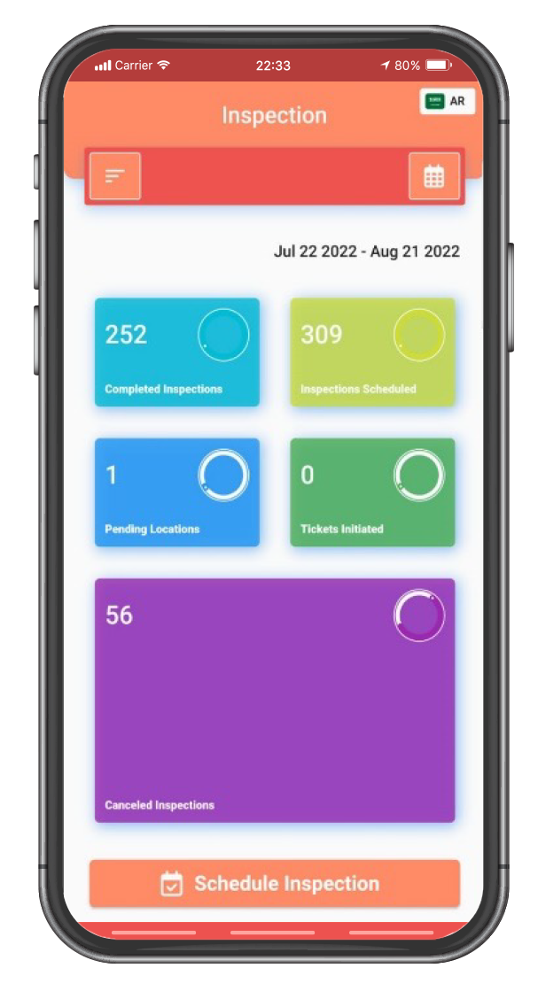 Carrier 22:33 80%
AR
Inspection
Jul 22 2022 - Aug 21 2022
252 309
Completed Inspections Inspections Scheduled
1 0
Pending Locations Tickets Initiated
56
Canceled Inspections
Schedule Inspection